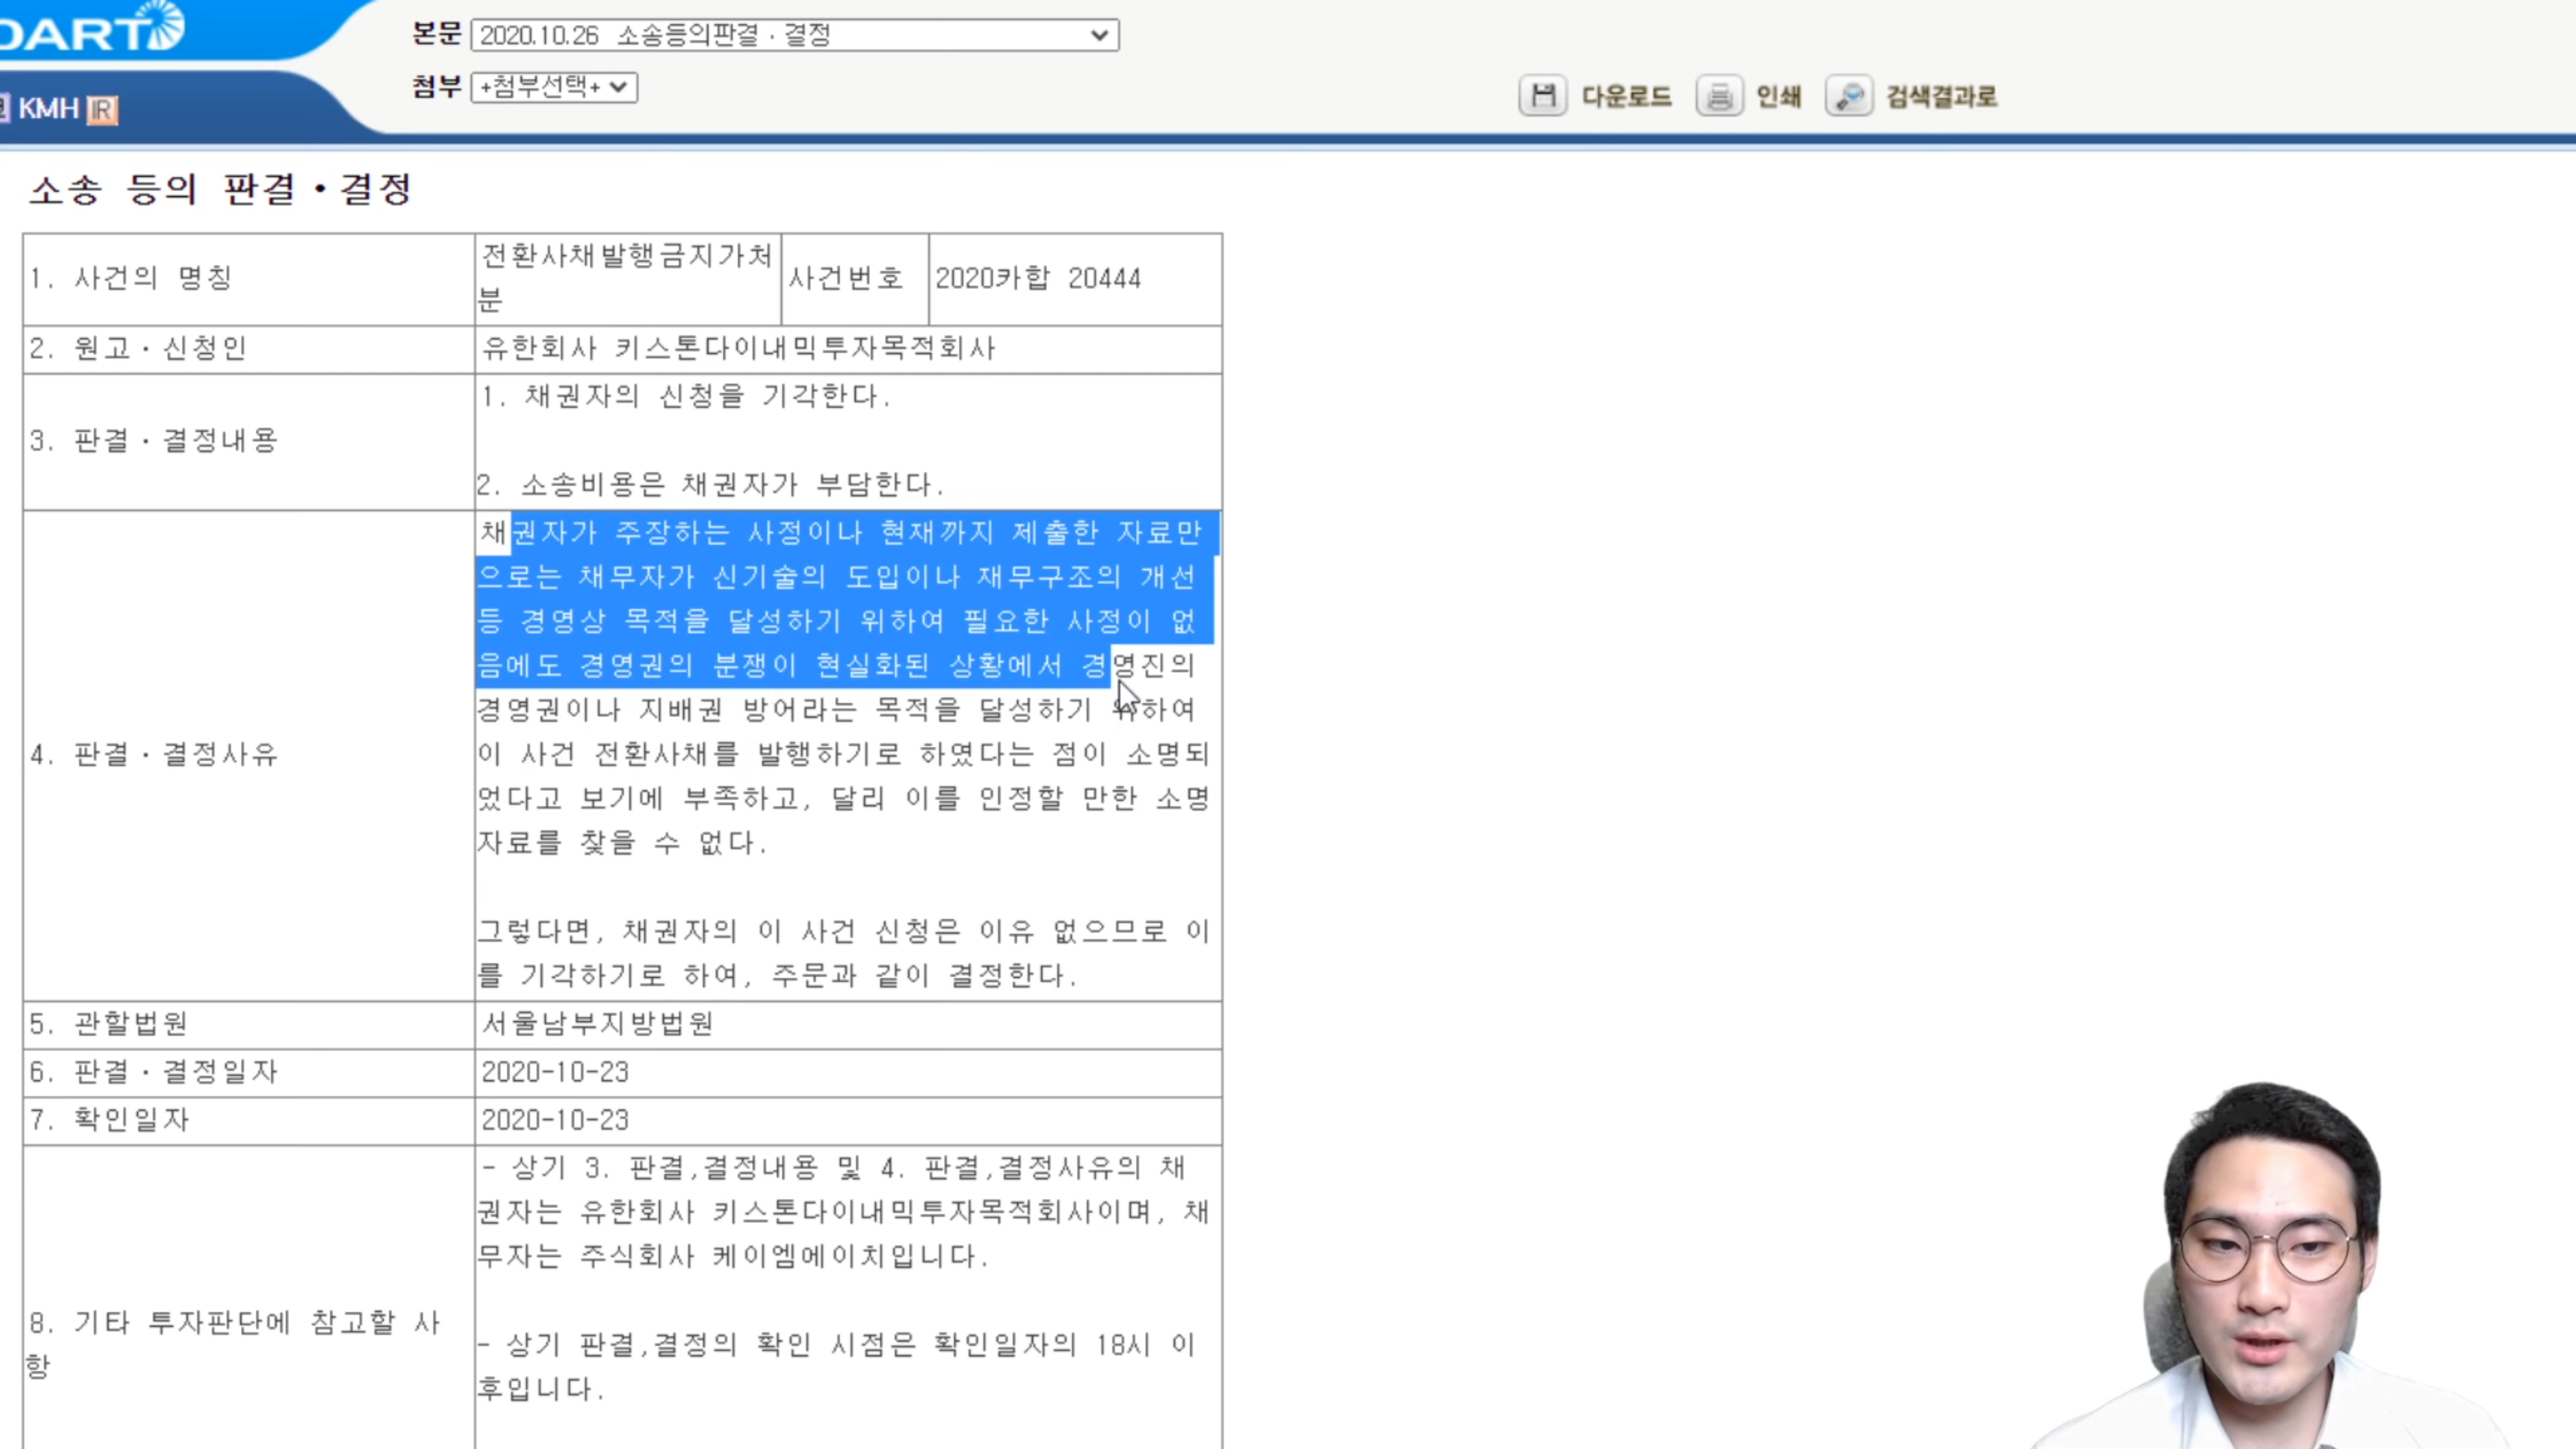 DART
본문 2020.10.26 소송등의판결·결정
첨부 +첨부선택+
KMH IR
다운로드 인쇄 검색결과로
소송 등의 판결·결정
1. 사건의 명칭
전환사채발행금지가처
분
사건번호
2020카합 20444
2. 원고·신청인
유한회사 키스톤다이내믹투자목적회사
3. 판결·결정내용
1. 채권자의 신청을 기각한다.
2. 소송비용은 채권자가 부담한다.
4. 판결·결정사유
채권자가 주장하는 사정이나 현재까지 제출한 자료만
으로는 채무자가 신기술의 도입이나 재무구조의 개선
등 경영상 목적을 달성하기 위하여 필요한 사정이 없
음에도 경영권의 분쟁이 현실화된 상황에서 경영진의
경영권이나 지배권 방어라는 목적을 달성하기 위하여
이 사건 전환사채를 발행하기로 하였다는 점이 소명되
었다고 보기에 부족하고, 달리 이를 인정할 만한 소명
자료를 찾을 수 없다.
그렇다면, 채권자의 이 사건 신청은 이유 없으므로 이
를 기각하기로 하여, 주문과 같이 결정한다.
5. 관할법원
서울남부지방법원
6. 판결·결정일자
2020-10-23
7. 확인일자
2020-10-23
8. 기타 투자판단에 참고할 사
항
- 상기 3. 판결,결정내용 및 4. 판결,결정사유의 채
권자는 유한회사 키스톤다이내믹투자목적회사이며, 채
무자는 주식회사 케이엠에이치입니다.
- 상기 판결,결정의 확인 시점은 확인일자의 18시 이
후입니다.